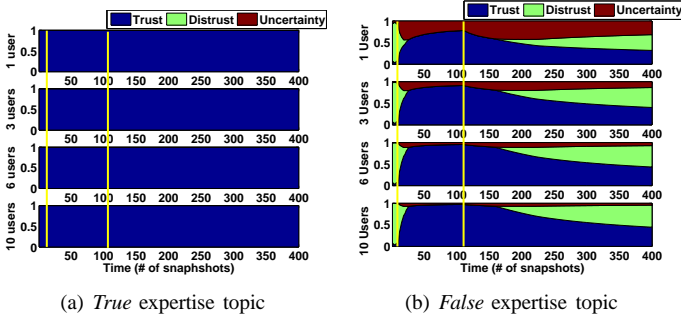 Trust Distrust Uncertainty
1 user
1
0.5
0
50 100 150 200 250 300 350 400
3 users
1
0.5
0
50 100 150 200 250 300 350 400
6 users
1
0.5
0
50 100 150 200 250 300 350 400
10 users
1
0.5
0
50 100 150 200 250 300 350 400
Time (# of snaphshots)
(a) True expertise topic
Trust Distrust Uncertainty
1 User
1
0.5
0
50 100 150 200 250 300 350 400
3 Users
1
0.5
0
50 100 150 200 250 300 350 400
6 Users
1
0.5
0
50 100 150 200 250 300 350 400
10 Users
1
0.5
0
50 100 150 200 250 300 350 400
Time (# of snapshots)
(b) False expertise topic